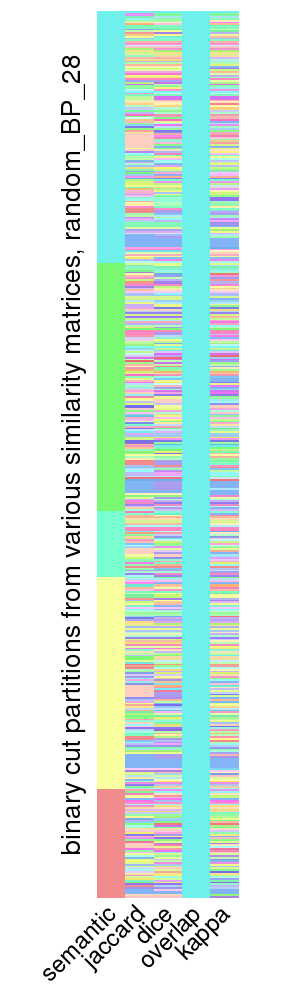 binary cut partitions from various similarity matrices, random_BP_28
semantic
jaccard
dice
overlap
kappa